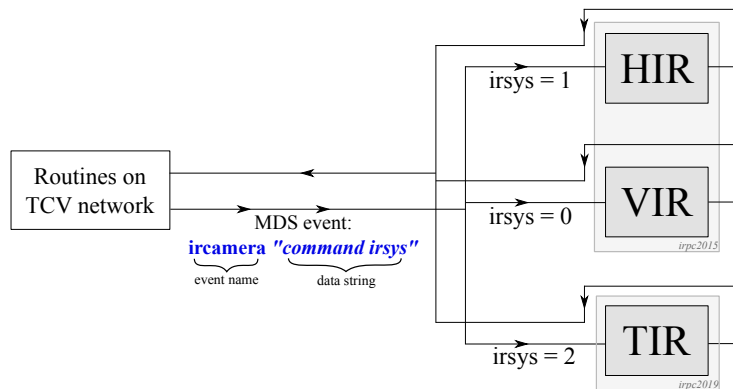 HIR
irsys = 1
Routines on
TCV network
VIR
irsys = 0
MDS event:
ircamera "command irsys"
event name
data string
irpc2015
TIR
irsys = 2
irpc2019